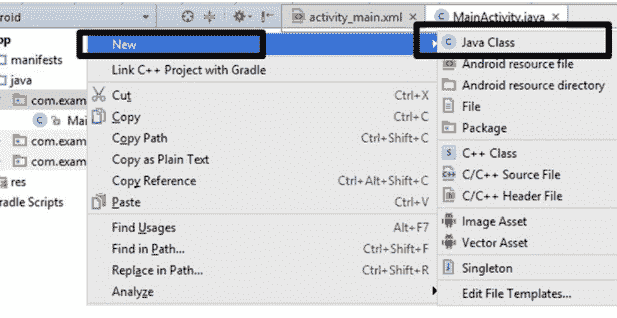 roid
activity_main.xml
MainActivity.java
pp
manifests
java
com.exam
Mai
com.exam
com.exam
res
radle Scripts
New
Link C++ Project with Gradle
Cut Ctrl+X
Copy Ctrl+C
Copy Path Ctrl+Shift+C
Copy as Plain Text
Copy Reference Ctrl+Alt+Shift+C
Paste Ctrl+V
Find Usages Alt+F7
Find in Path... Ctrl+Shift+F
Replace in Path... Ctrl+Shift+R
Analyze
Java Class
Android resource file
Android resource directory
File
Package
C++ Class
C/C++ Source File
C/C++ Header File
Image Asset
Vector Asset
Singleton
Edit File Templates...